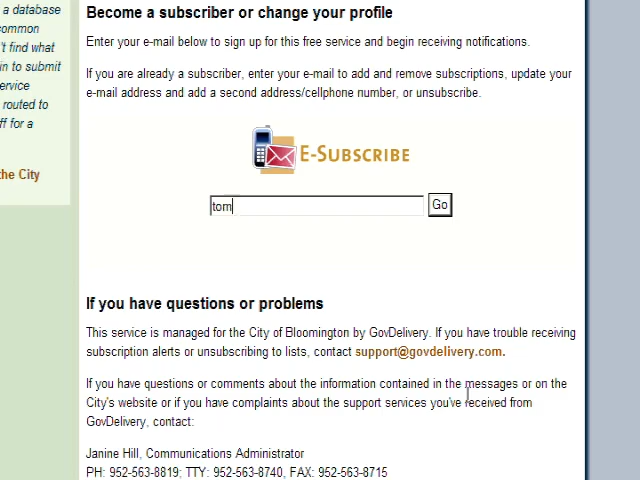 a database
common
't find what
in to submit
ervice
routed to
ff for a
the City
Become a subscriber or change your profile
Enter your e-mail below to sign up for this free service and begin receiving notifications.
If you are already a subscriber, enter your e-mail to add and remove subscriptions, update your
e-mail address and add a second address/cellphone number, or unsubscribe.
E-SUBSCRIBE
tom
Go
If you have questions or problems
This service is managed for the City of Bloomington by GovDelivery. If you have trouble receiving
subscription alerts or unsubscribing to lists, contact support@govdelivery.com.
If you have questions or comments about the information contained in the messages or on the
City's website or if you have complaints about the support services you've received from
GovDelivery, contact:
Janine Hill, Communications Administrator
PH: 952-563-8819; TTY: 952-563-8740, FAX: 952-563-8715